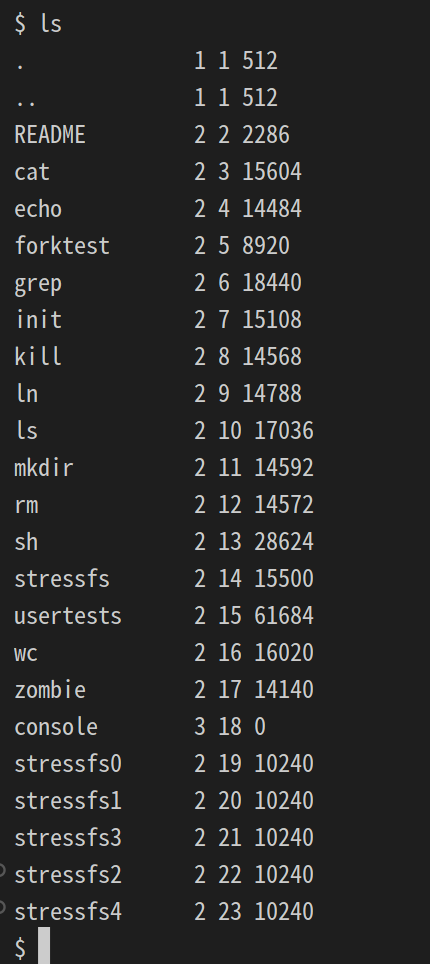 $ ls
. 1 1 512
.. 1 1 512
README 2 2 2286
cat 2 3 15604
echo 2 4 14484
forktest 2 5 8920
grep 2 6 18440
init 2 7 15108
kill 2 8 14568
ln 2 9 14788
ls 2 10 17036
mkdir 2 11 14592
rm 2 12 14572
sh 2 13 28624
stressfs 2 14 15500
usertests 2 15 61684
wc 2 16 16020
zombie 2 17 14140
console 3 18 0
stressfs0 2 19 10240
stressfs1 2 20 10240
stressfs3 2 21 10240
stressfs2 2 22 10240
stressfs4 2 23 10240
$